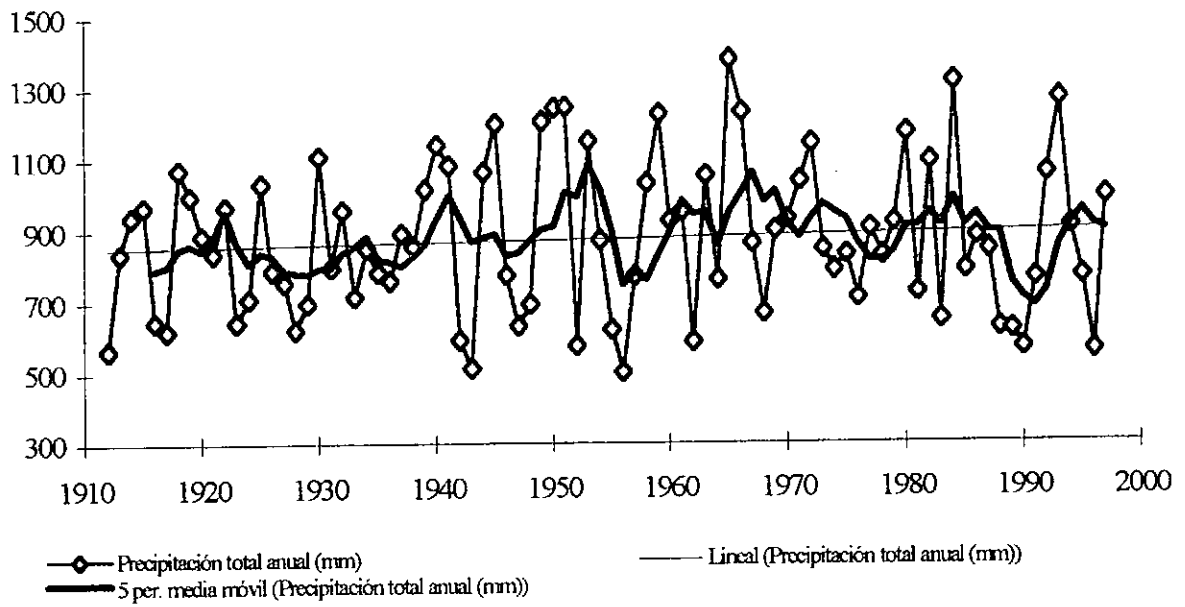 1500
1300
1100
900
700
500
300
1910 1920 1930 1940 1950 1960 1970 1980 1990 2000
Precipitación total anual (mm)
Lineal (Precipitación total anual (mm))
5 per. media móvil (Precipitación total anual (mm))